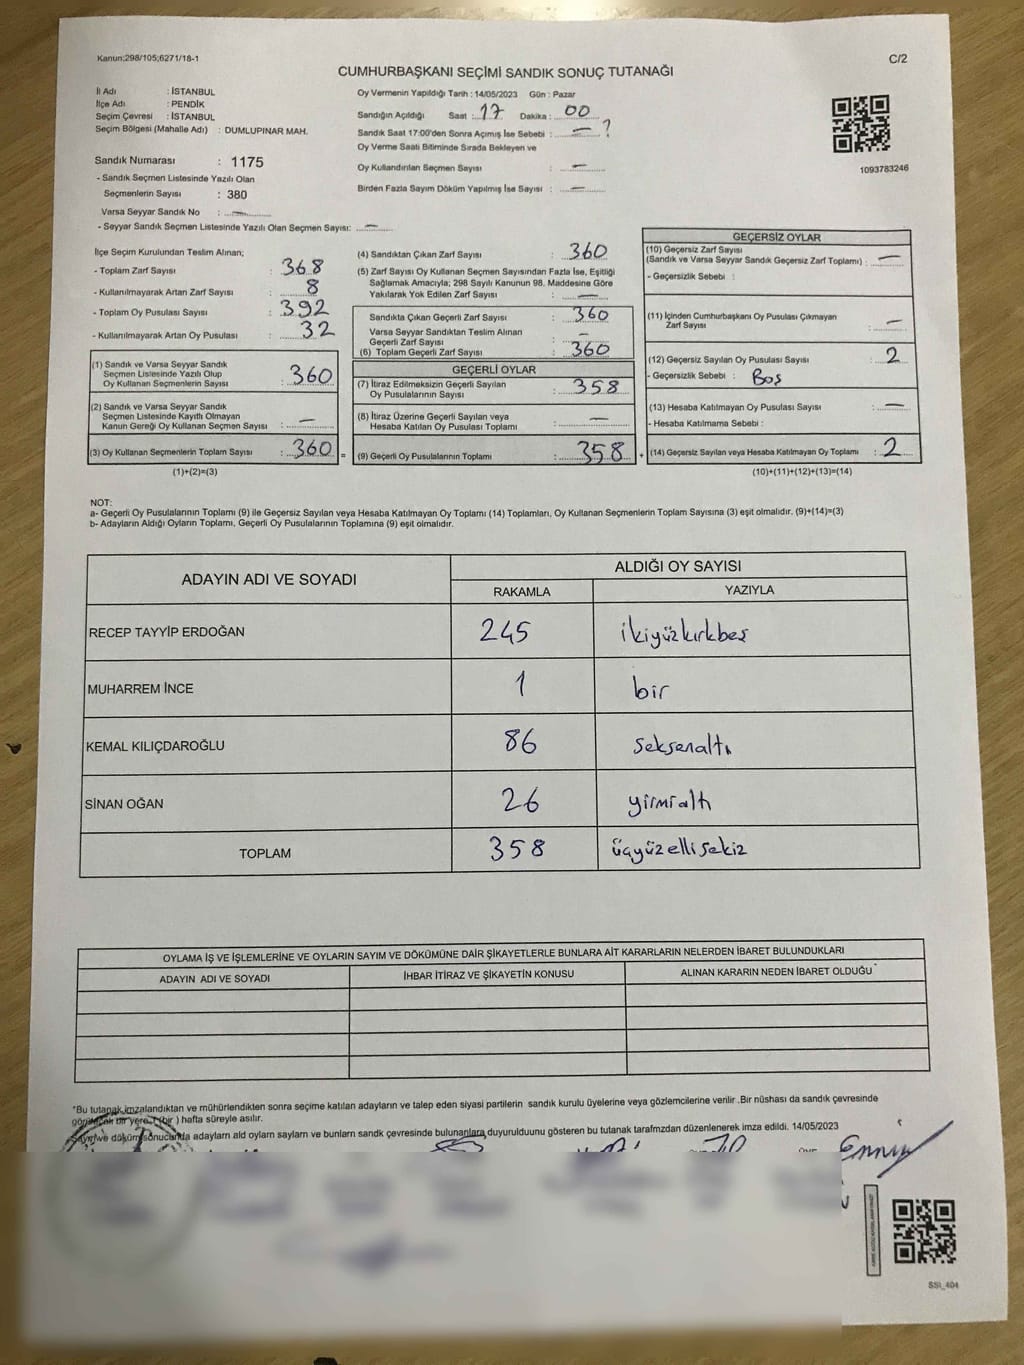 Kanun:298/105;6271/18-1
C/2
CUMHURBAŞKANI SEÇİMİ SANDIK SONUÇ TUTANAĞI
İl Adı : İSTANBUL
İlçe Adı : PENDİK
Seçim Çevresi : İSTANBUL
Seçim Bölgesi (Mahalle Adı) : DUMLUPINAR MAH.
Sandık Numarası : 1175
- Sandık Seçmen Listesinde Yazılı Olan
Seçmenlerin Sayısı : 380
Varsa Seyyar Sandık No : —
- Seyyar Sandık Seçmen Listesinde Yazılı Olan Seçmen Sayısı: —
Oy Vermenin Yapıldığı Tarih : 14/05/2023 Gün : Pazar
Sandığın Açıldığı Saat : 17 Dakika : 00
Sandık Saat 17:00'den Sonra Açımış İse Sebebi : — ?
Oy Verme Saati Bitiminde Sırada Bekleyen ve
Oy Kullandırılan Seçmen Sayısı : —
Birden Fazla Sayım Döküm Yapılmış İse Sayısı : —
1093783246
İlçe Seçim Kurulundan Teslim Alınan;
- Toplam Zarf Sayısı : 368
- Kullanılmayarak Artan Zarf Sayısı : 8
- Toplam Oy Pusulası Sayısı : 392
- Kullanılmayarak Artan Oy Pusulası : 32
(1) Sandık ve Varsa Seyyar Sandık
Seçmen Listesinde Yazılı Olup
Oy Kullanan Seçmenlerin Sayısı : 360
(2) Sandık ve Varsa Seyyar Sandık
Seçmen Listesinde Kayıtlı Olmayan
Kanun Gereği Oy Kullanan Seçmen Sayısı : —
(3) Oy Kullanan Seçmenlerin Toplam Sayısı : 360 =
(1)+(2)=(3)
(4) Sandıktan Çıkan Zarf Sayısı : 360
(5) Zarf Sayısı Oy Kullanan Seçmen Sayısından Fazla İse, Eşitliği
Sağlamak Amacıyla; 298 Sayılı Kanunun 98. Maddesine Göre
Yakılarak Yok Edilen Zarf Sayısı : —
Sandıkta Çıkan Geçerli Zarf Sayısı : 360
Varsa Seyyar Sandıktan Teslim Alınan
Geçerli Zarf Sayısı : —
(6) Toplam Geçerli Zarf Sayısı : 360
GEÇERLİ OYLAR
(7) İtiraz Edilmeksizin Geçerli Sayılan
Oy Pusulalarının Sayısı : 358
(8) İtiraz Üzerine Geçerli Sayılan veya
Hesaba Katılan Oy Pusulası Toplamı : —
(9) Geçerli Oy Pusulalarının Toplamı : 358 +
GEÇERSİZ OYLAR
(10) Geçersiz Zarf Sayısı
(Sandık ve Varsa Seyyar Sandık Geçersiz Zarf Toplamı) : —
- Geçersizlik Sebebi :
(11) İçinden Cumhurbaşkanı Oy Pusulası Çıkmayan
Zarf Sayısı : —
(12) Geçersiz Sayılan Oy Pusulası Sayısı : 2
- Geçersizlik Sebebi : Boş
(13) Hesaba Katılmayan Oy Pusulası Sayısı : —
- Hesaba Katılmama Sebebi :
(14) Geçersiz Sayılan veya Hesaba Katılmayan Oy Toplamı : 2
(10)+(11)+(12)+(13)=(14)
NOT:
a- Geçerli Oy Pusulalarının Toplamı (9) ile Geçersiz Sayılan veya Hesaba Katılmayan Oy Toplamı (14) Toplamları, Oy Kullanan Seçmenlerin Toplam Sayısına (3) eşit olmalıdır. (9)+(14)=(3)
b- Adayların Aldığı Oyların Toplamı, Geçerli Oy Pusulalarının Toplamına (9) eşit olmalıdır.
ADAYIN ADI VE SOYADI
ALDIĞI OY SAYISI
RAKAMLA YAZIYLA
RECEP TAYYİP ERDOĞAN 245 ikiyüzkırkbeş
MUHARREM İNCE 1 bir
KEMAL KILIÇDAROĞLU 86 seksenaltı
SİNAN OĞAN 26 yirmialtı
TOPLAM 358 üçyüzellisekiz
OYLAMA İŞ VE İŞLEMLERİNE VE OYLARIN SAYIM VE DÖKÜMÜNE DAİR ŞİKAYETLERLE BUNLARA AİT KARARLARIN NELERDEN İBARET BULUNDUKLARI
ADAYIN ADI VE SOYADI İHBAR İTİRAZ VE ŞİKAYETİN KONUSU ALINAN KARARIN NEDEN İBARET OLDUĞU
*Bu tutanak,imzalandıktan ve mühürlendikten sonra seçime katılan adayların ve talep eden siyasi partilerin sandık kurulu üyelerine veya gözlemcilerine verilir .Bir nüshası da sandık çevresinde
bir yere 1 (bir ) hafta süreyle asılır.
Sayım ve döküm sonucunda adayların ald oyların sayların ve bunların sandk çevresinde bulunanlara duyurulduunu gösteren bu tutanak tarafmzdan düzenlenerek imza edildi. 14/05/2023
SSİ_404